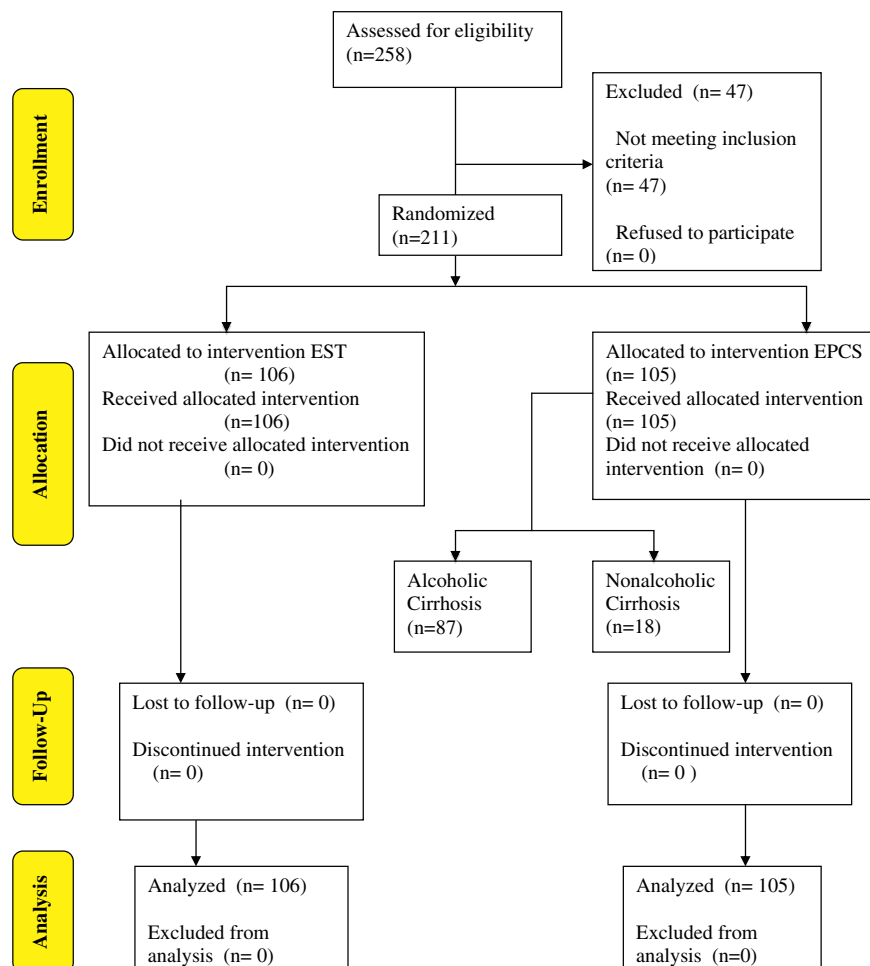 Assessed for eligibility
(n=258)
Enrollment
Excluded (n= 47)
Not meeting inclusion
criteria
(n= 47)
Refused to participate
(n= 0)
Randomized
(n=211)
Allocation
Allocated to intervention EST
(n= 106)
Received allocated intervention
(n=106)
Did not receive allocated intervention
(n= 0)
Allocated to intervention EPCS
(n= 105)
Received allocated intervention
(n= 105)
Did not receive allocated
intervention (n= 0)
Alcoholic
Cirrhosis
(n=87)
Nonalcoholic
Cirrhosis
(n=18)
Follow-Up
Lost to follow-up (n= 0)
Discontinued intervention
(n= 0)
Lost to follow-up (n= 0)
Discontinued intervention
(n= 0 )
Analysis
Analyzed (n= 106)
Excluded from
analysis (n= 0)
Analyzed (n= 105)
Excluded from
analysis (n=0)